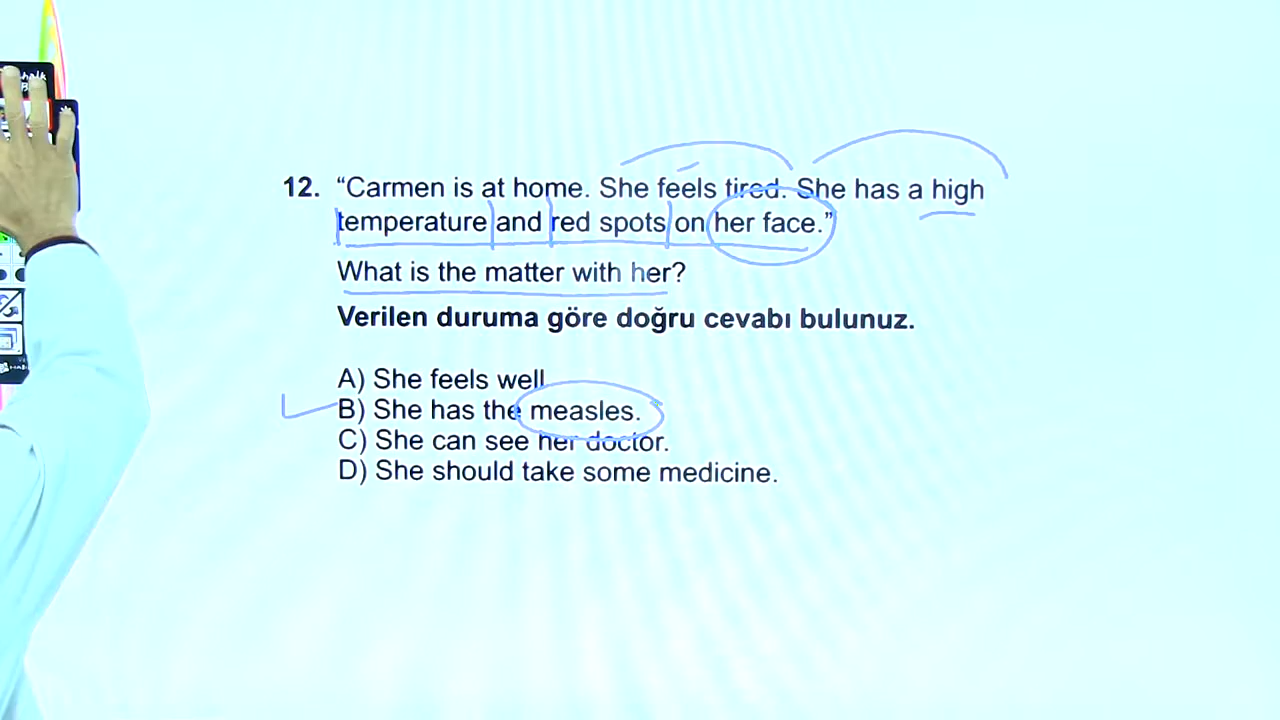 12. “Carmen is at home. She feels tired. She has a high
temperature and red spots on her face.”
What is the matter with her?
Verilen duruma göre doğru cevabı bulunuz.
A) She feels well.
B) She has the measles.
C) She can see her doctor.
D) She should take some medicine.